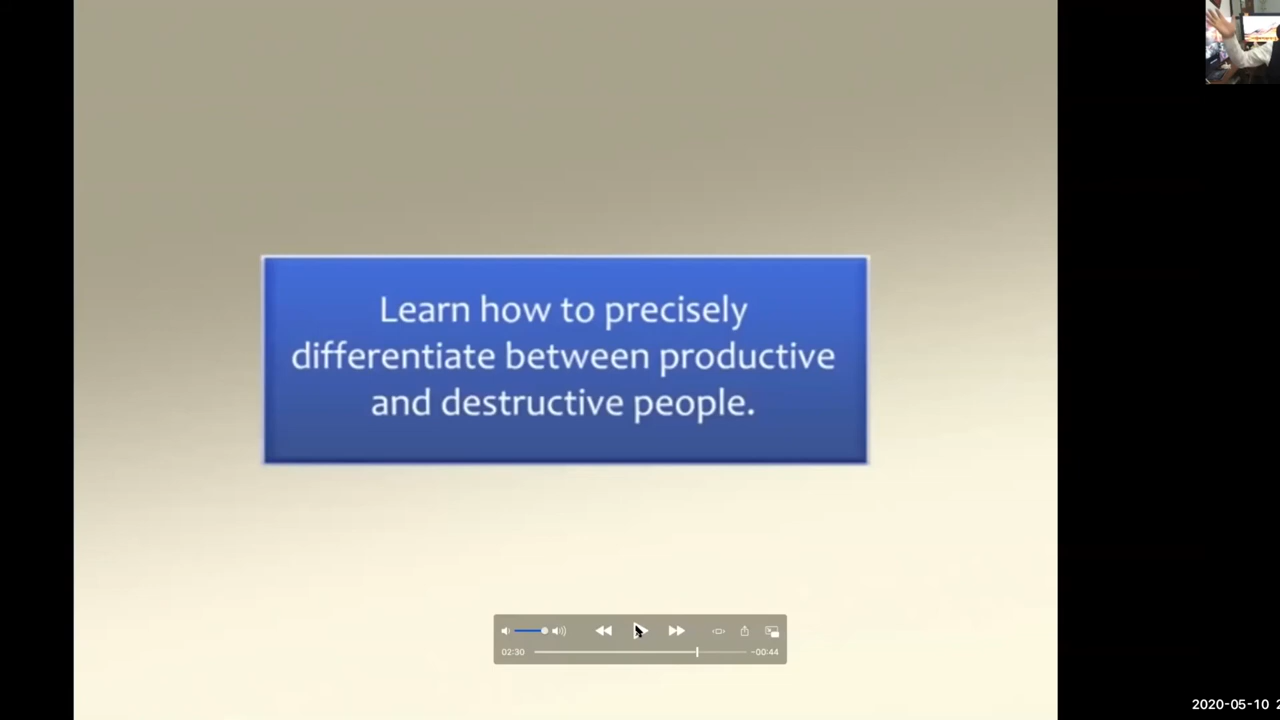 Learn how to precisely
differentiate between productive
and destructive people.
02:30
-00:44
2020-05-10